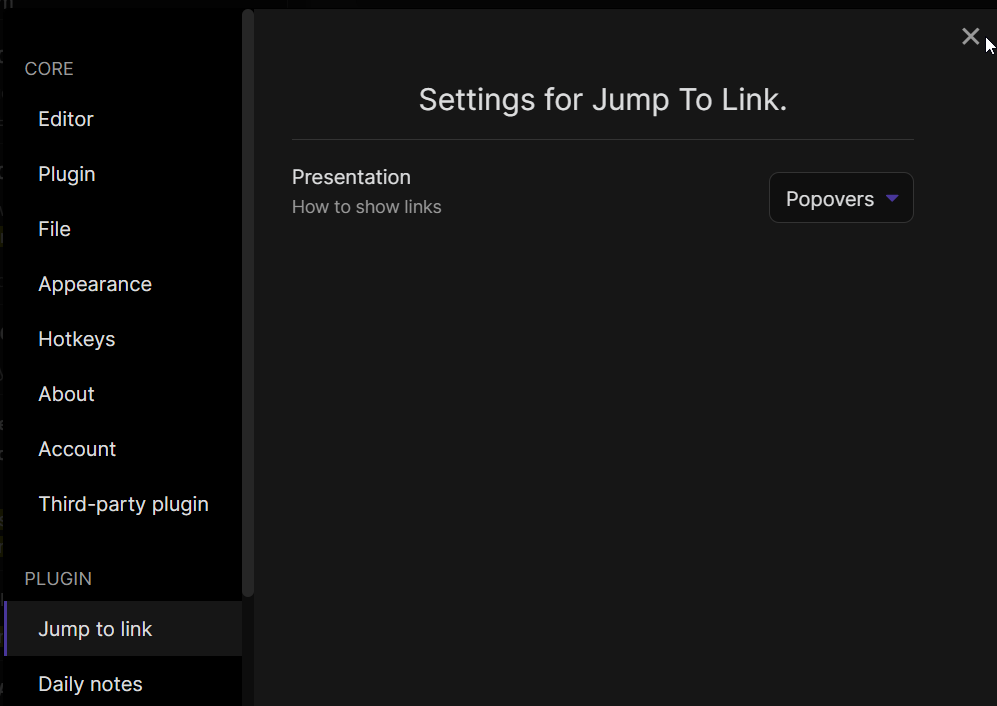 CORE
Editor
Plugin
File
Appearance
Hotkeys
About
Account
Third-party plugin
PLUGIN
Jump to link
Daily notes
Settings for Jump To Link.
Presentation
How to show links
Popovers